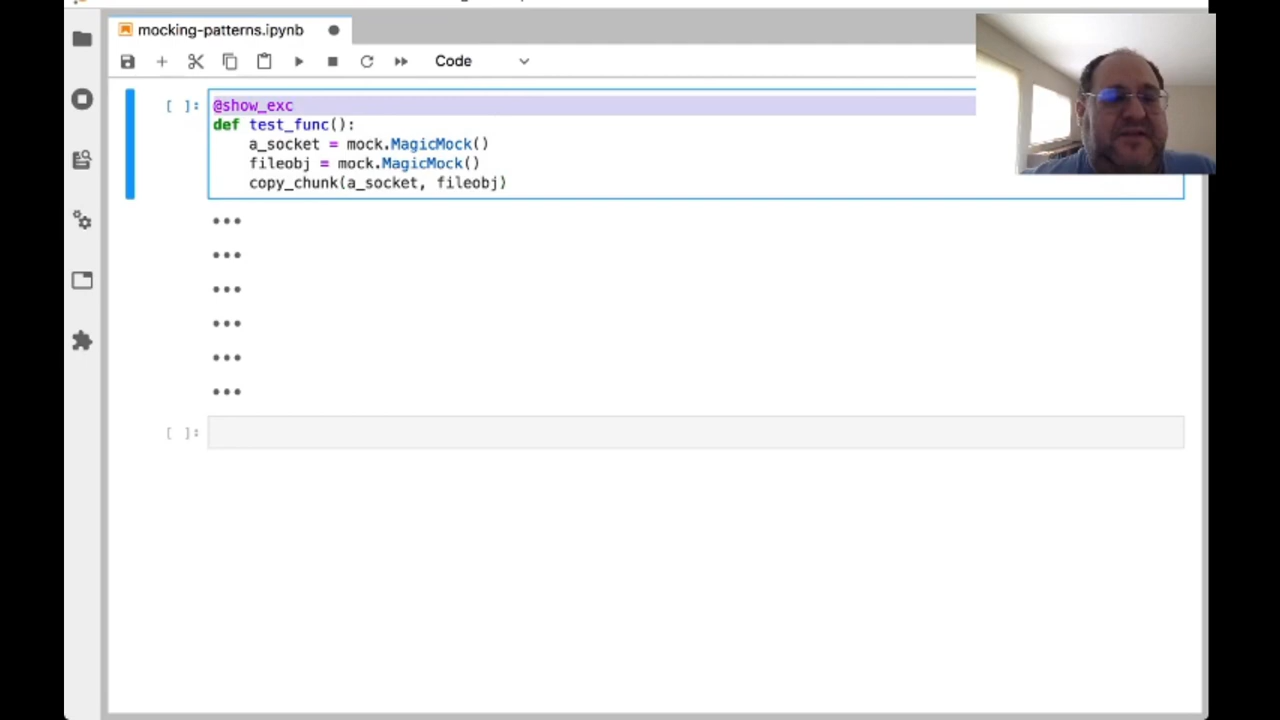 mocking-patterns.ipynb
Code
[ ]: @show_exc
def test_func():
a_socket = mock.MagicMock()
fileobj = mock.MagicMock()
copy_chunk(a_socket, fileobj)
•••
•••
•••
•••
•••
•••
[ ]: